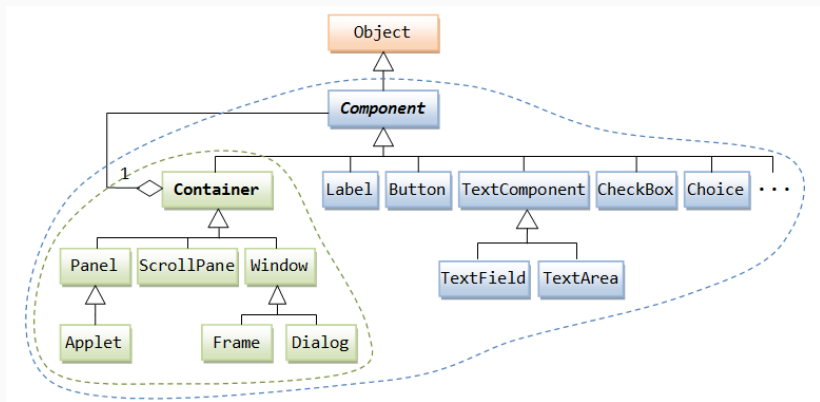 Object
Component
1
Container Label Button TextComponent CheckBox Choice ...
Panel ScrollPane Window TextField TextArea
Applet Frame Dialog